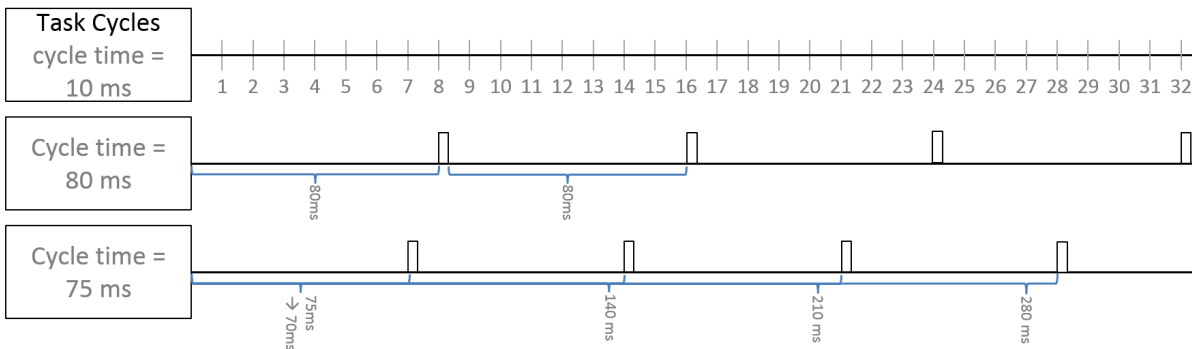 Task Cycles
cycle time =
10 ms
1 2 3 4 5 6 7 8 9 10 11 12 13 14 15 16 17 18 19 20 21 22 23 24 25 26 27 28 29 30 31 32
Cycle time =
80 ms
80ms
80ms
Cycle time =
75 ms
75ms
→ 70ms
140 ms
210 ms
280 ms